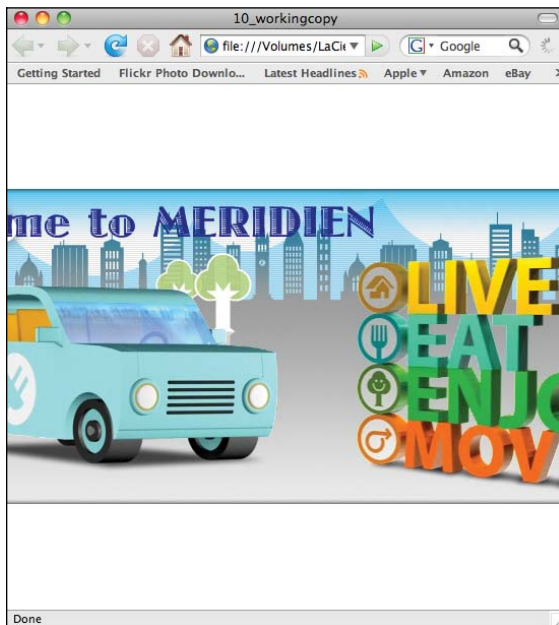 10_workingcopy
file:///Volumes/LaCie
Google
Getting Started Flickr Photo Downlo... Latest Headlines Apple Amazon eBay
me to MERIDIEN
LIVE
EAT
ENJO
MOV
Done